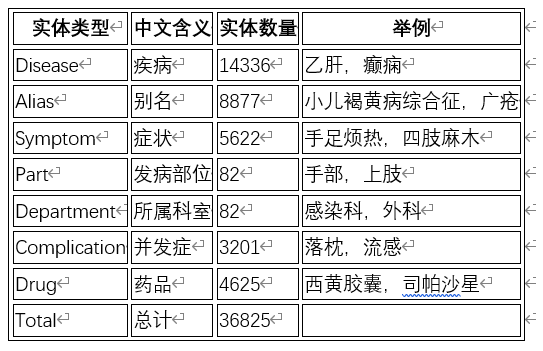 实体类型 中文含义 实体数量 举例
Disease 疾病 14336 乙肝，癫痫
Alias 别名 8877 小儿褐黄病综合征，广疮
Symptom 症状 5622 手足烦热，四肢麻木
Part 发病部位 82 手部，上肢
Department 所属科室 82 感染科，外科
Complication 并发症 3201 落枕，流感
Drug 药品 4625 西黄胶囊，司帕沙星
Total 总计 36825